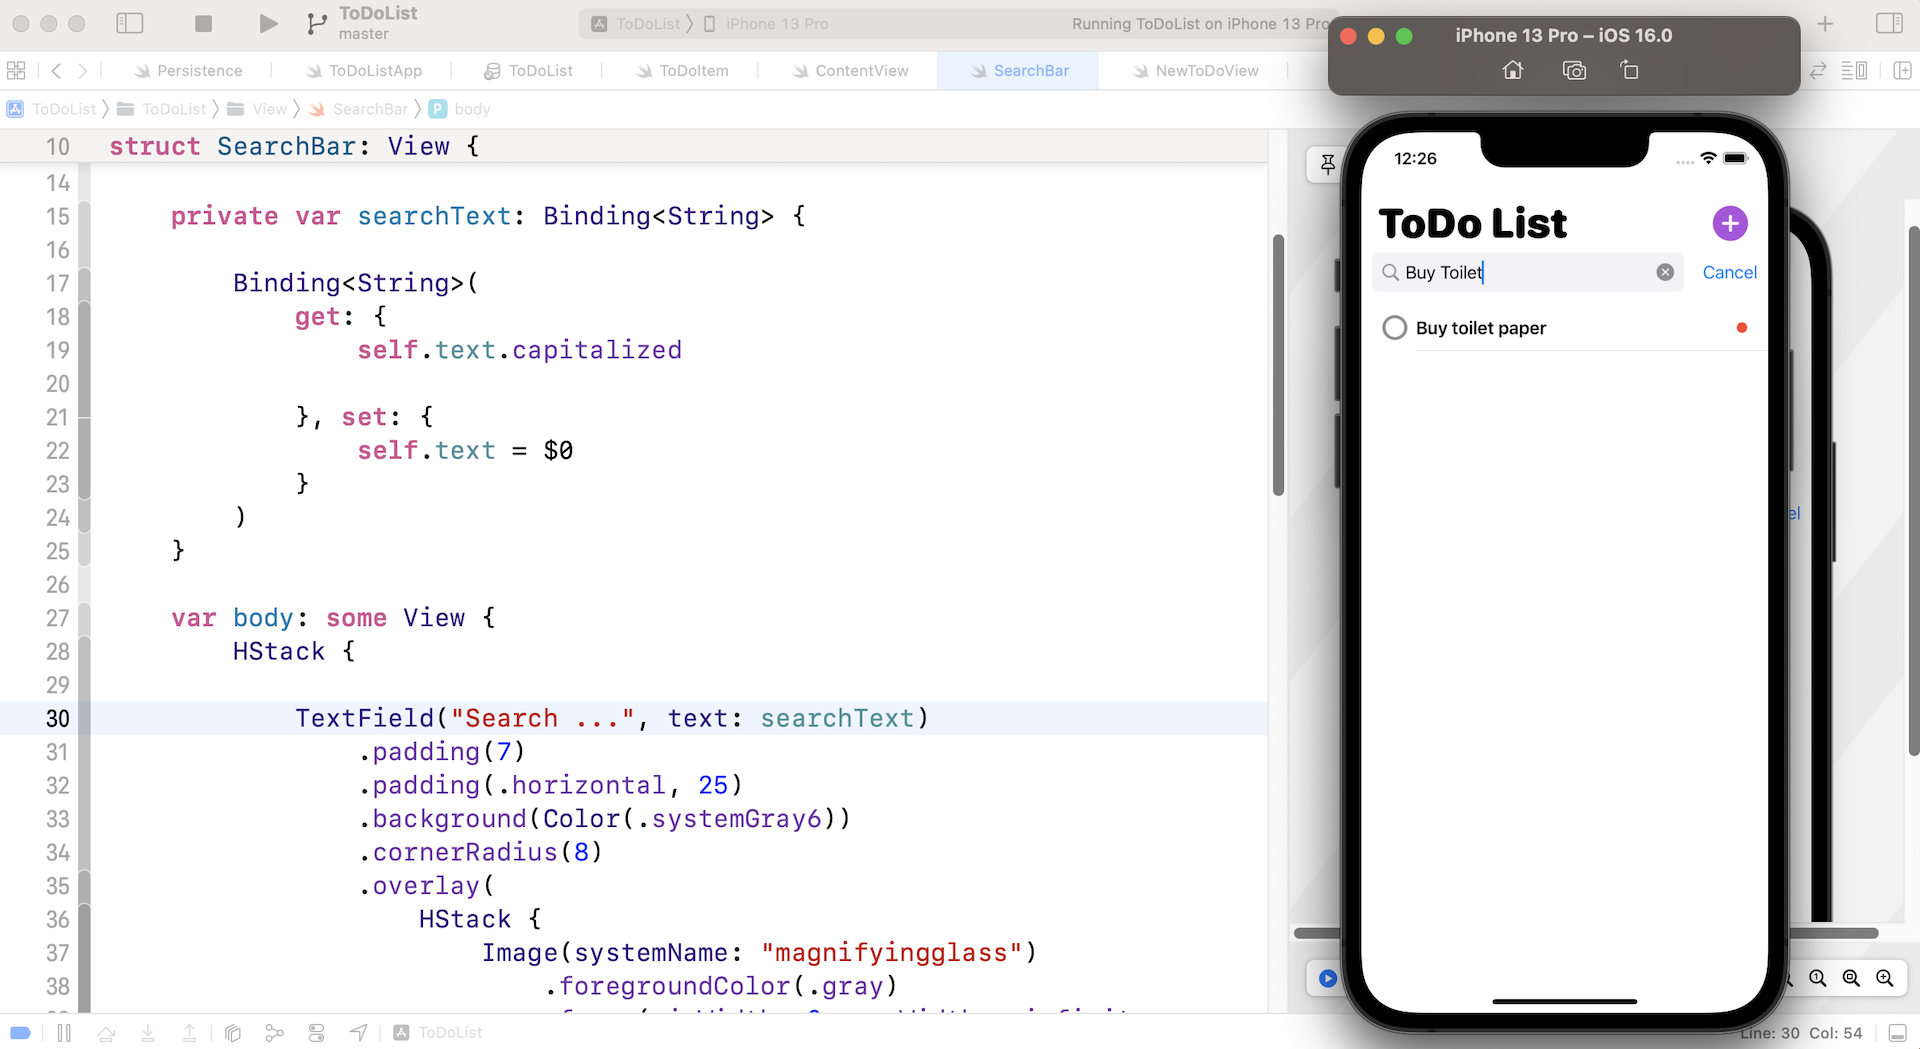 ToDoList
master
ToDoList 〉 iPhone 13 Pro
Running ToDoList on iPhone 13 Pro
iPhone 13 Pro – iOS 16.0
Persistence
ToDoListApp
ToDoList
ToDoItem
ContentView
SearchBar
NewToDoView
ToDoList 〉 ToDoList 〉 View 〉 SearchBar 〉 P body
10 struct SearchBar: View {
14
15 private var searchText: Binding<String> {
16
17 Binding<String>(
18 get: {
19 self.text.capitalized
20
21 }, set: {
22 self.text = $0
23 }
24 )
25 }
26
27 var body: some View {
28 HStack {
29
30 TextField("Search ...", text: searchText)
31 .padding(7)
32 .padding(.horizontal, 25)
33 .background(Color(.systemGray6))
34 .cornerRadius(8)
35 .overlay(
36 HStack {
37 Image(systemName: "magnifyingglass")
38 .foregroundColor(.gray)
12:26
ToDo List
Buy Toilet
Cancel
Buy toilet paper
el
ToDoList
Line: 30 Col: 54